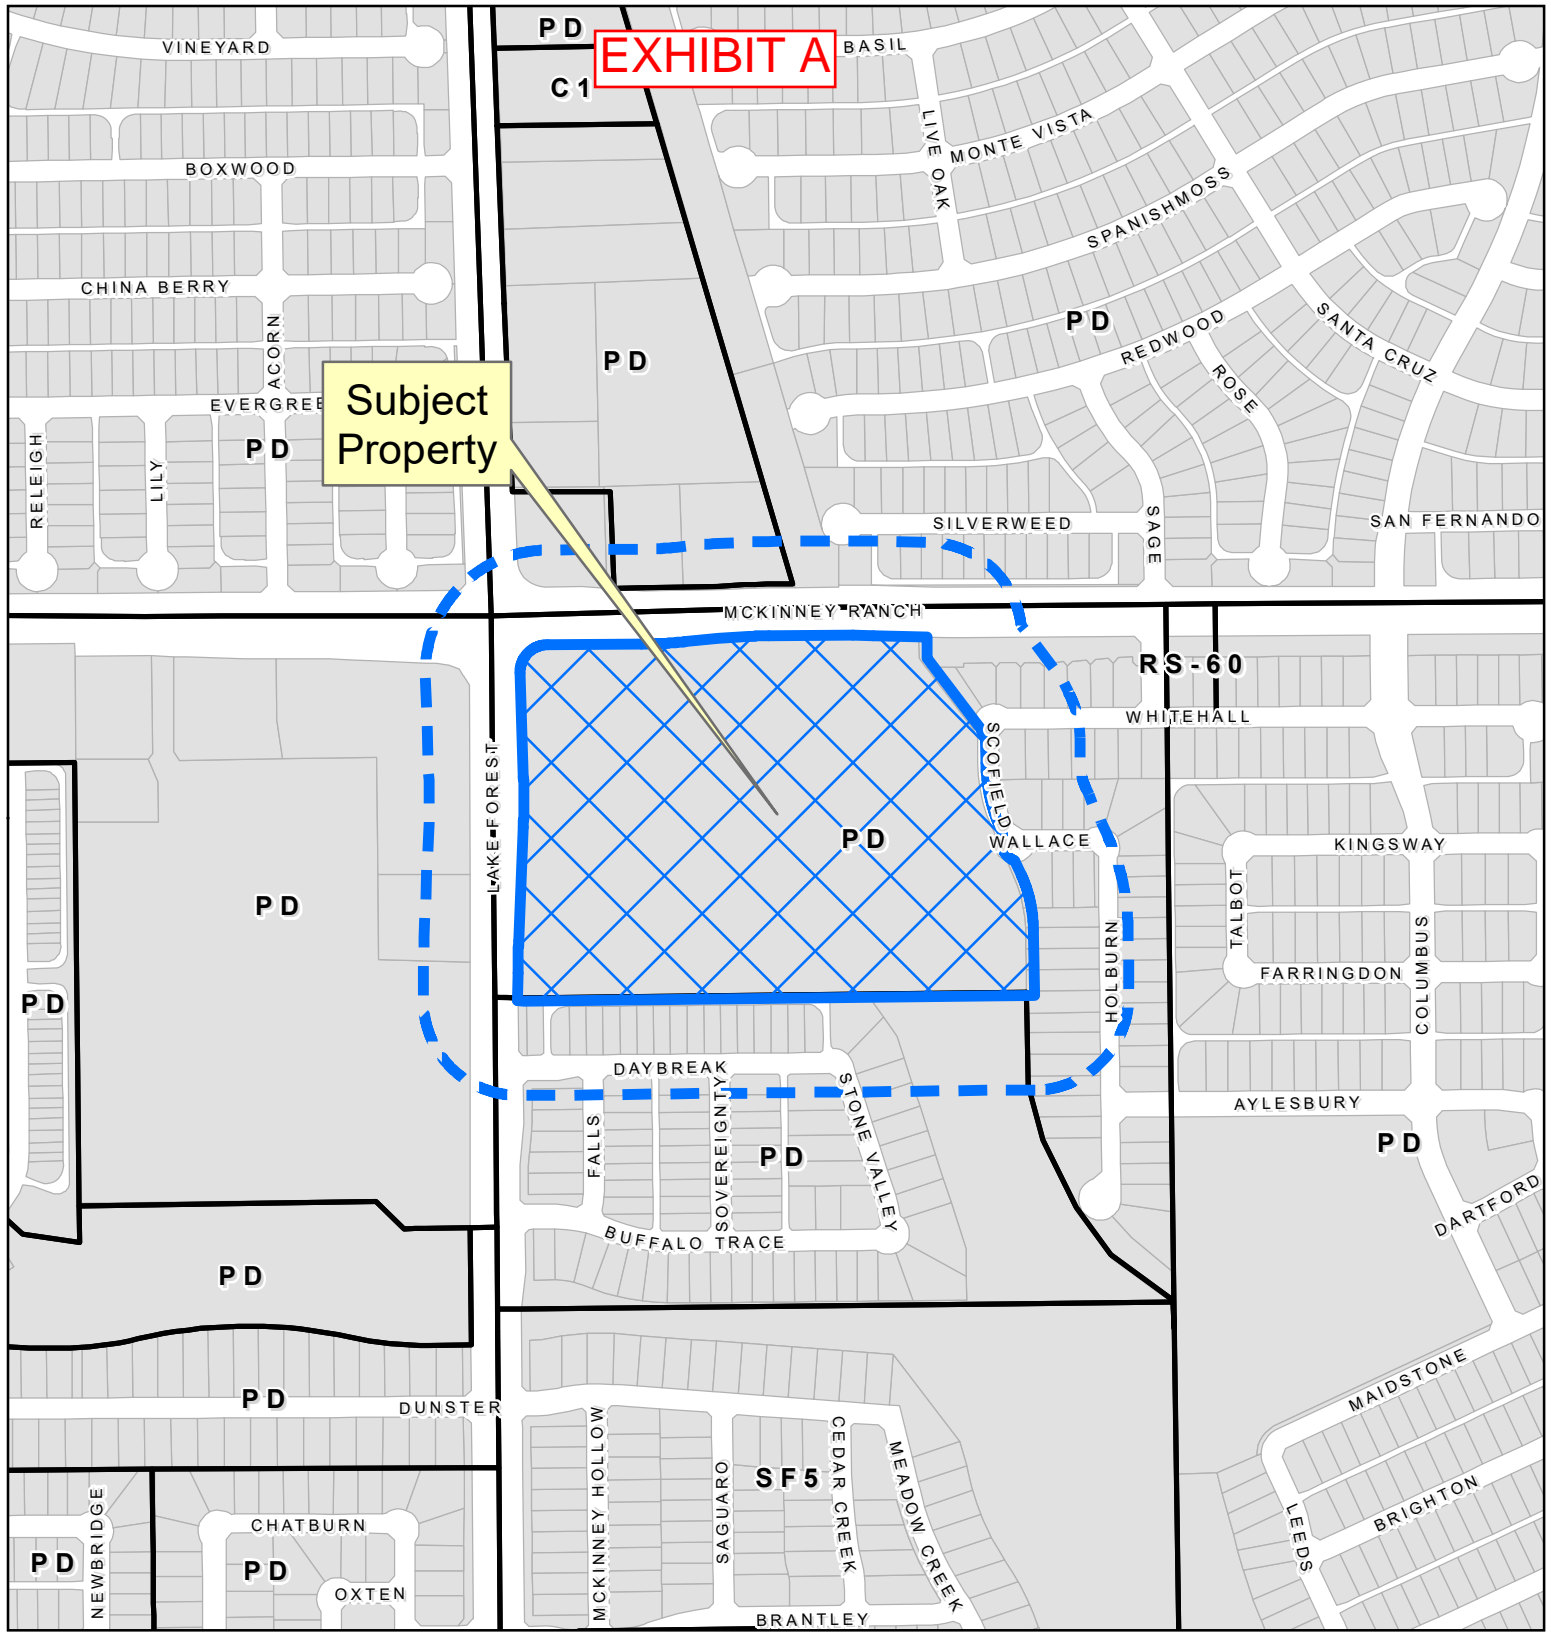 PD
VINEYARD
EXHIBIT A
BASIL
C1
LIVE OAK
MONTE VISTA
BOXWOOD
SPANISHMOSS
CHINA BERRY
ACORN
PD
SANTA CRUZ
REDWOOD
PD
ROSE
Subject
Property
EVERGREE
PD
RELEIGH
LILY
SILVERWEED
SAGE
SAN FERNANDO
MCKINNEY RANCH
RS-60
WHITEHALL
SCOFIELD
LAKE FOREST
PD
WALLACE
KINGSWAY
TALBOT
PD
COLUMBUS
HOLBURN
FARRINGDON
PD
DAYBREAK
STONE VALLEY
SOVEREIGNTY
FALLS
AYLESBURY
PD
PD
DARTFORD
BUFFALO TRACE
PD
MAIDSTONE
PD
DUNSTER
MCKINNEY HOLLOW
SAGUARO
CEDAR CREEK
MEADOW CREEK
SF5
NEWBRIDGE
CHATBURN
LEEDS
BRIGHTON
PD
PD
OXTEN
BRANTLEY